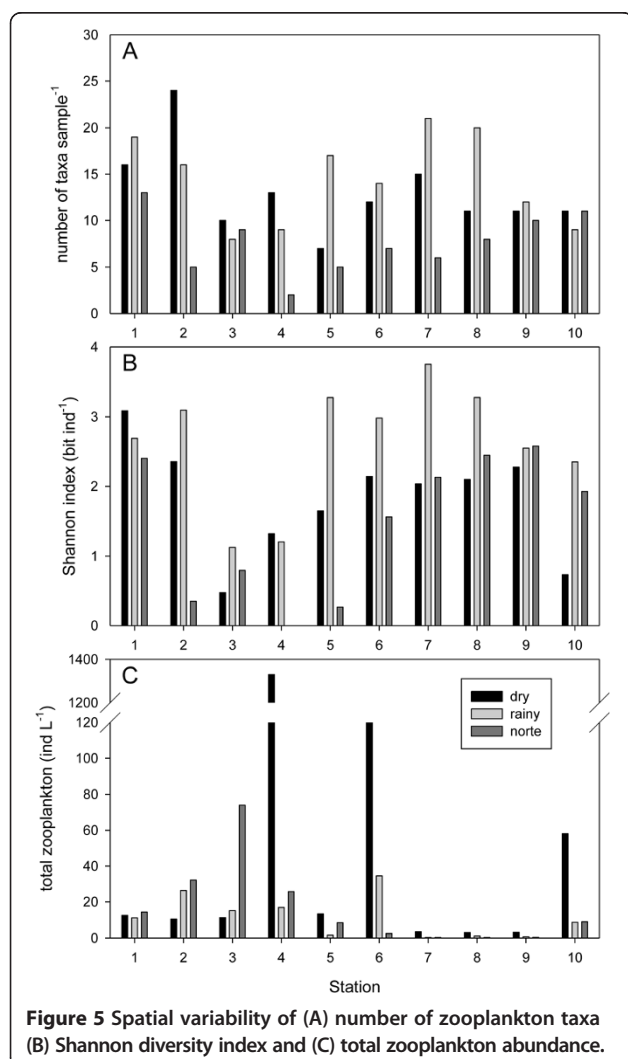 A
30
25
20
15
10
5
0
number of taxa sample⁻¹
1 2 3 4 5 6 7 8 9 10
B
4
3
2
1
0
Shannon index (bit ind⁻¹)
1 2 3 4 5 6 7 8 9 10
C
1400
1200
120
100
80
60
40
20
0
total zooplankton (ind L⁻¹)
dry
rainy
norte
1 2 3 4 5 6 7 8 9 10
Station
Figure 5 Spatial variability of (A) number of zooplankton taxa
(B) Shannon diversity index and (C) total zooplankton abundance.